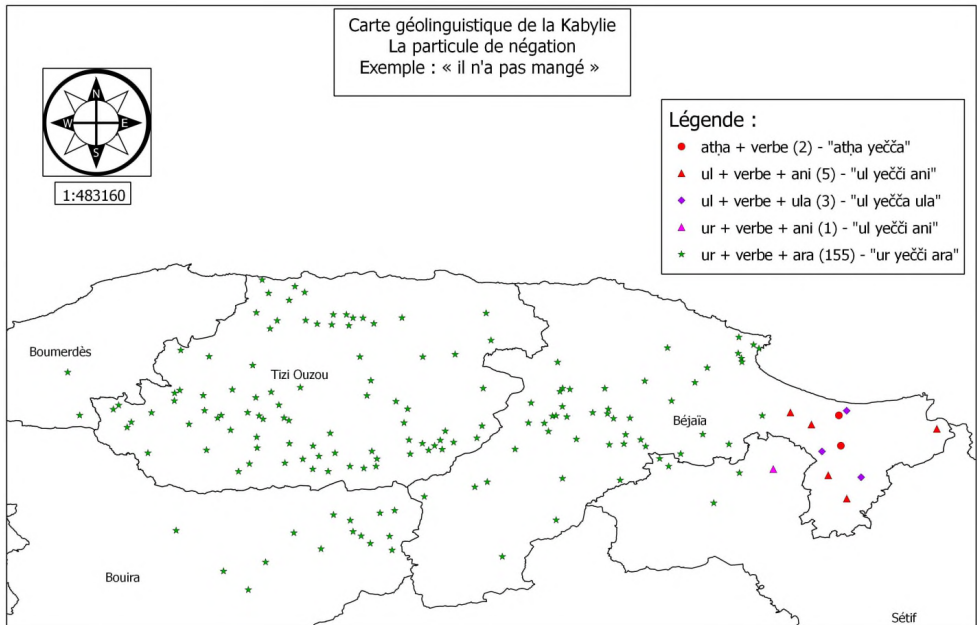 Carte géolinguistique de la Kabylie
La particule de négation
Exemple : « il n'a pas mangé »
N
W E
S
1:483160
Légende :
atḥa + verbe (2) - "atḥa yečča"
ul + verbe + ani (5) - "ul yečči ani"
ul + verbe + ula (3) - "ul yečča ula"
ur + verbe + ani (1) - "ul yečči ani"
ur + verbe + ara (155) - "ur yečči ara"
Boumerdès
Tizi Ouzou
Béjaïa
Bouira
Sétif